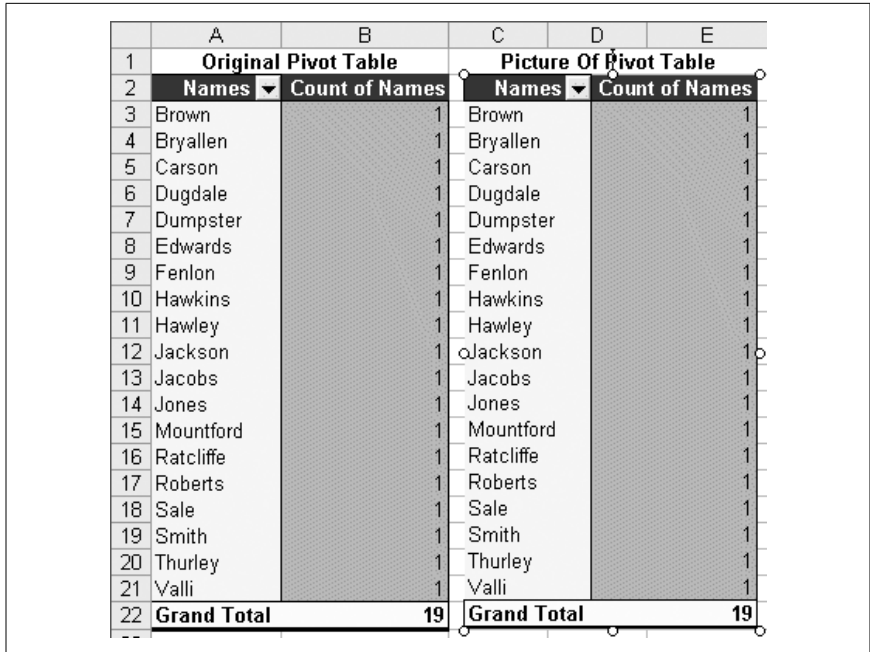 A B C D E
1 Original Pivot Table Picture Of Pivot Table
2 Names Count of Names Names Count of Names
3 Brown 1 Brown 1
4 Bryallen 1 Bryallen 1
5 Carson 1 Carson 1
6 Dugdale 1 Dugdale 1
7 Dumpster 1 Dumpster 1
8 Edwards 1 Edwards 1
9 Fenlon 1 Fenlon 1
10 Hawkins 1 Hawkins 1
11 Hawley 1 Hawley 1
12 Jackson 1 Jackson 1
13 Jacobs 1 Jacobs 1
14 Jones 1 Jones 1
15 Mountford 1 Mountford 1
16 Ratcliffe 1 Ratcliffe 1
17 Roberts 1 Roberts 1
18 Sale 1 Sale 1
19 Smith 1 Smith 1
20 Thurley 1 Thurley 1
21 Valli 1 Valli 1
22 Grand Total 19 Grand Total 19